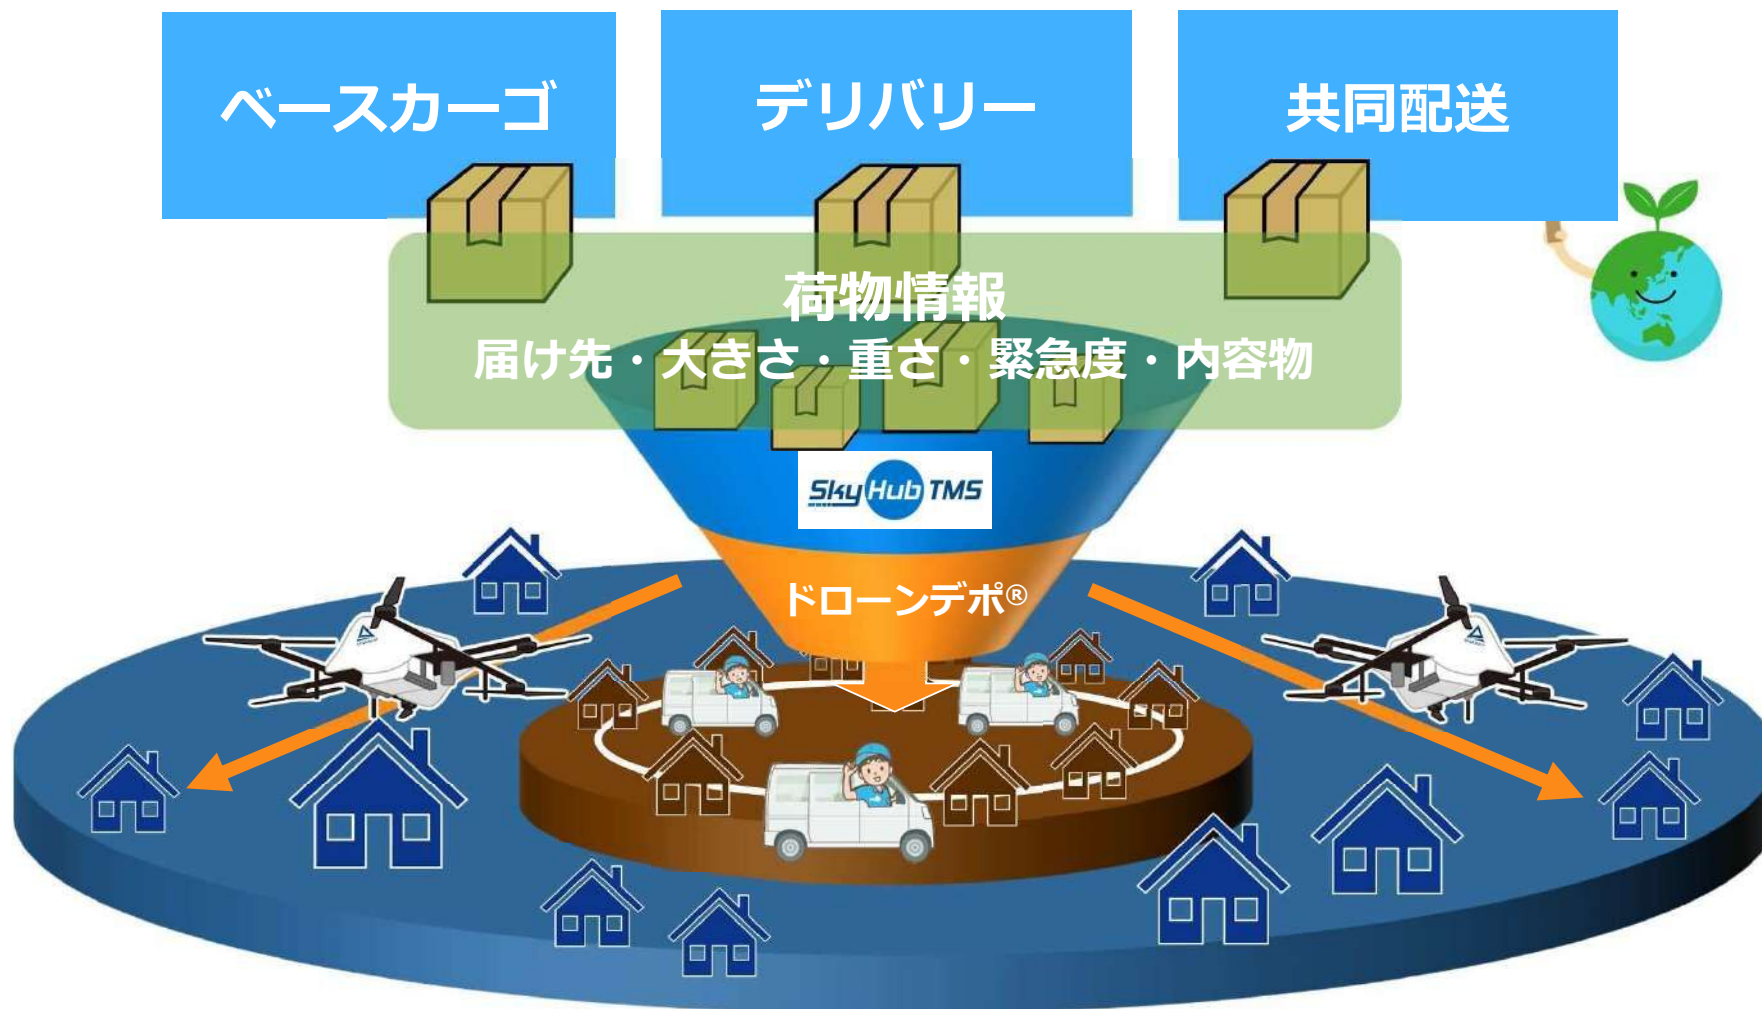 ベースカーゴ
デリバリー
共同配送
荷物情報
届け先・大きさ・重さ・緊急度・内容物
SkyHub TMS
ドローンデポ®